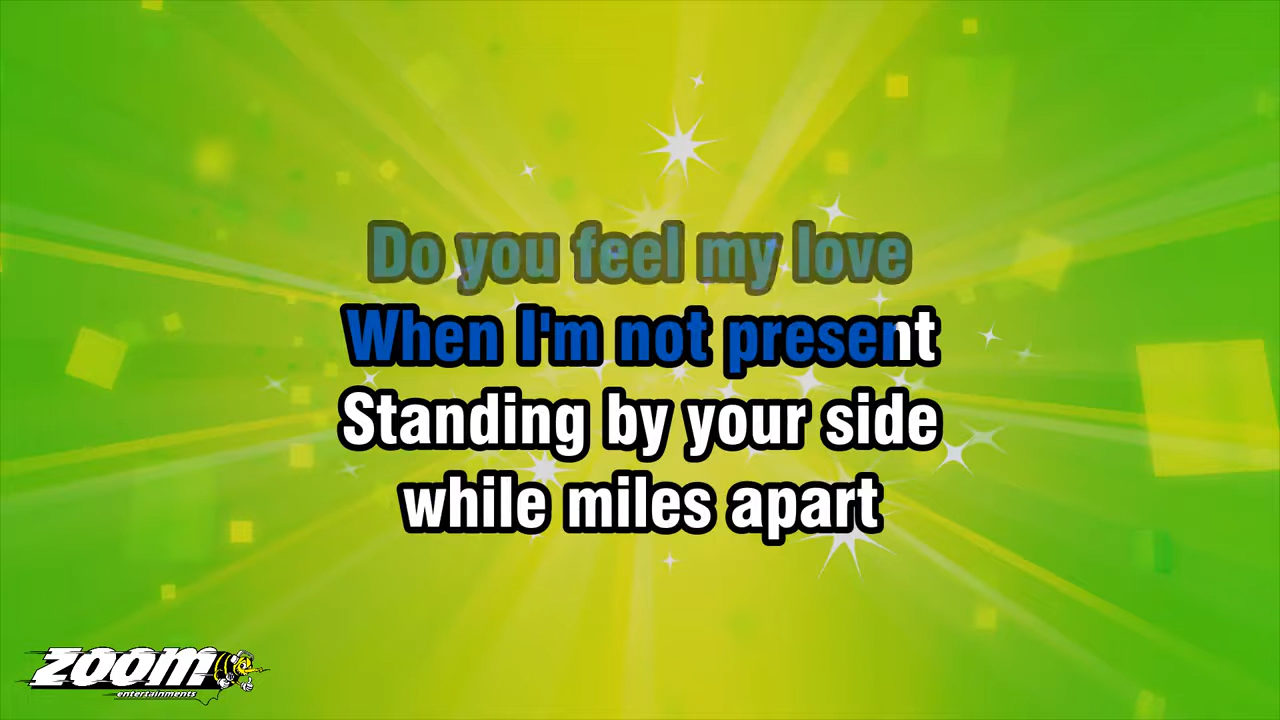 Do you feel my love
When I'm not present
Standing by your side
while miles apart
ZOOM
entertainments